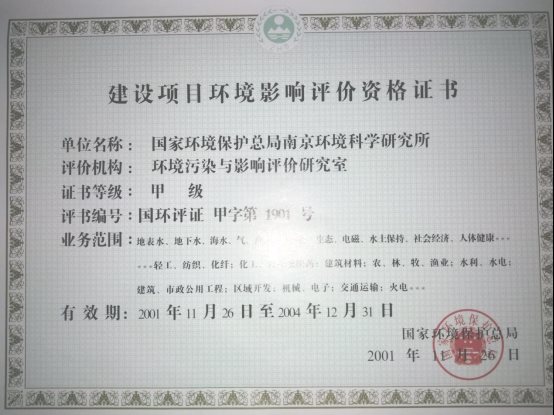 建设项目环境影响评价资格证书
单位名称： 国家环境保护总局南京环境科学研究所
评价机构： 环境污染与影响评价研究室
证书等级： 甲 级
评书编号：国环评证 甲字第 1901 号
业务范围：地表水、地下水、海水、气、生态、电磁、水土保持、社会经济、人体健康***
***轻工、纺织、化纤；化工、建筑材料；农、林、牧、渔业；水利、水电；
建筑、市政公用工程；区域开发；机械、电子；交通运输；火电***
有 效 期：2001 年 11 月 26 日 至 2004 年 12 月 31 日
国家环境保护总局
2001 年 11 月 26 日